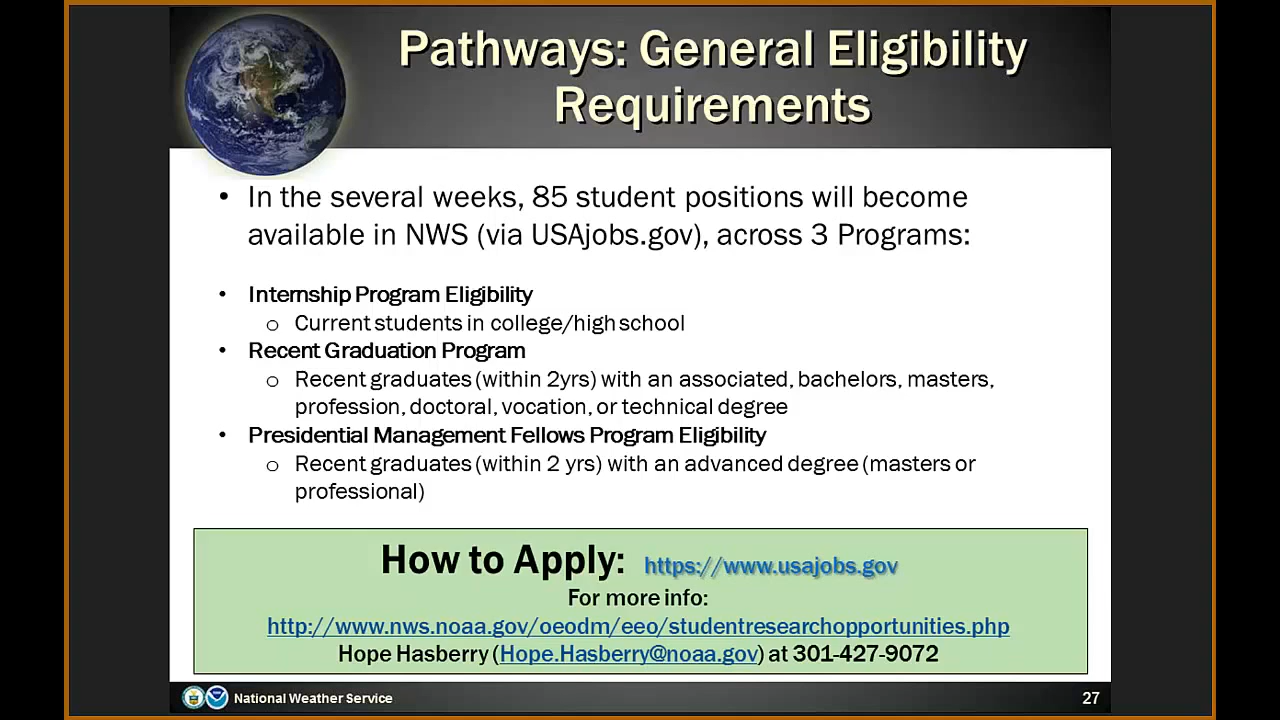 Pathways: General Eligibility
Requirements
• In the several weeks, 85 student positions will become
available in NWS (via USAjobs.gov), across 3 Programs:
• Internship Program Eligibility
o Current students in college/high school
• Recent Graduation Program
o Recent graduates (within 2yrs) with an associated, bachelors, masters,
profession, doctoral, vocation, or technical degree
• Presidential Management Fellows Program Eligibility
o Recent graduates (within 2 yrs) with an advanced degree (masters or
professional)
How to Apply: https://www.usajobs.gov
For more info:
http://www.nws.noaa.gov/oeodm/eeo/studentresearchopportunities.php
Hope Hasberry (Hope.Hasberry@noaa.gov) at 301-427-9072
National Weather Service
27